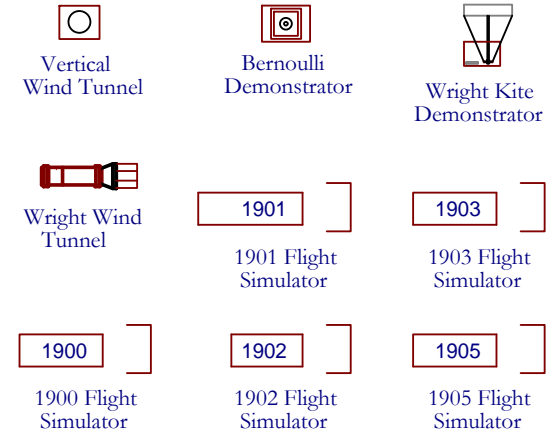 Vertical
Wind Tunnel
Bernoulli
Demonstrator
Wright Kite
Demonstrator
Wright Wind
Tunnel
1901
1901 Flight
Simulator
1903
1903 Flight
Simulator
1900
1900 Flight
Simulator
1902
1902 Flight
Simulator
1905
1905 Flight
Simulator